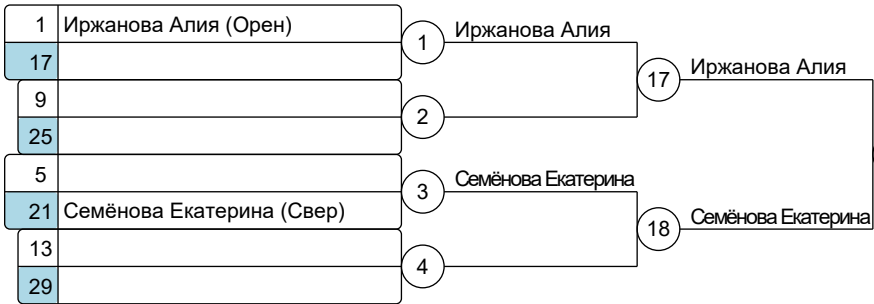 1 Иржанова Алия (Орен)
17
1 Иржанова Алия
9
25
2
17 Иржанова Алия
5
21 Семёнова Екатерина (Свер)
3 Семёнова Екатерина
13
29
4
18 Семёнова Екатерина